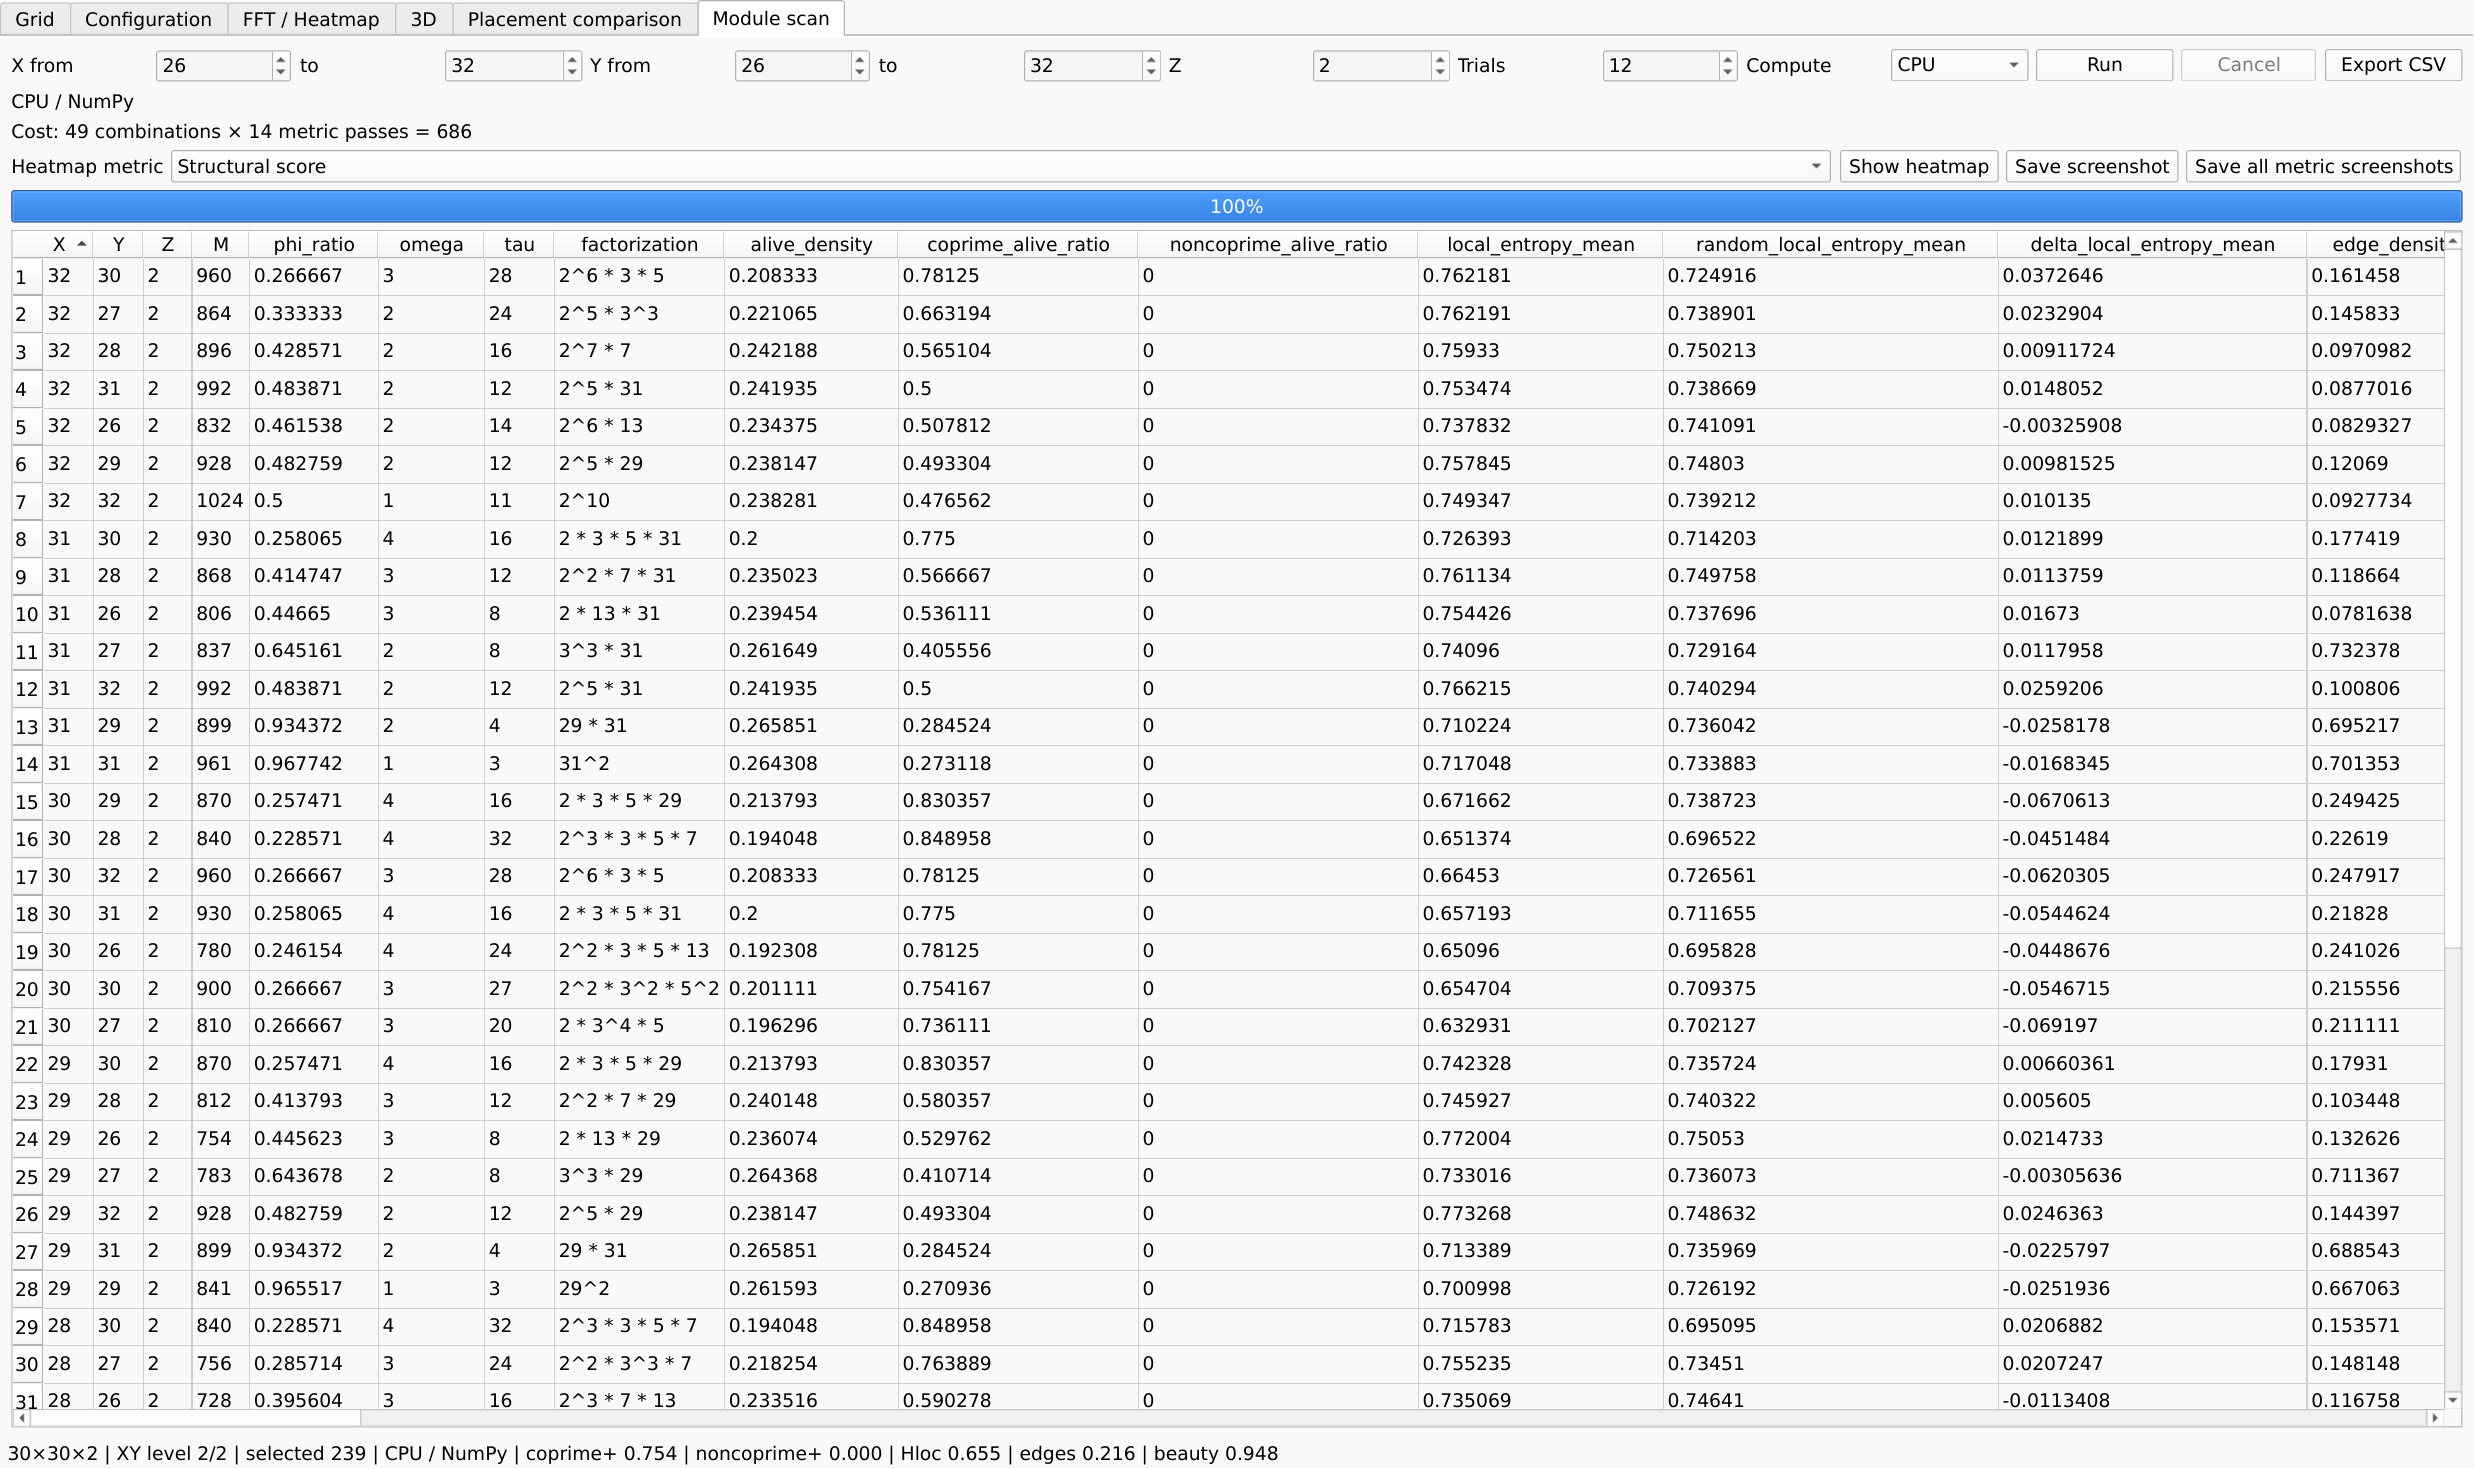 Grid Configuration FFT / Heatmap 3D Placement comparison Module scan
X from 26 to 32 Y from 26 to 32 Z 2 Trials 12 Compute CPU Run Cancel Export CSV
CPU / NumPy
Cost: 49 combinations × 14 metric passes = 686
Heatmap metric Structural score Show heatmap Save screenshot Save all metric screenshots
100%
X Y Z M phi_ratio omega tau factorization alive_density coprime_alive_ratio noncoprime_alive_ratio local_entropy_mean random_local_entropy_mean delta_local_entropy_mean edge_densit
1 32 30 2 960 0.266667 3 28 2^6 * 3 * 5 0.208333 0.78125 0 0.762181 0.724916 0.0372646 0.161458
2 32 27 2 864 0.333333 2 24 2^5 * 3^3 0.221065 0.663194 0 0.762191 0.738901 0.0232904 0.145833
3 32 28 2 896 0.428571 2 16 2^7 * 7 0.242188 0.565104 0 0.75933 0.750213 0.00911724 0.0970982
4 32 31 2 992 0.483871 2 12 2^5 * 31 0.241935 0.5 0 0.753474 0.738669 0.0148052 0.0877016
5 32 26 2 832 0.461538 2 14 2^6 * 13 0.234375 0.507812 0 0.737832 0.741091 -0.00325908 0.0829327
6 32 29 2 928 0.482759 2 12 2^5 * 29 0.238147 0.493304 0 0.757845 0.74803 0.00981525 0.12069
7 32 32 2 1024 0.5 1 11 2^10 0.238281 0.476562 0 0.749347 0.739212 0.010135 0.0927734
8 31 30 2 930 0.258065 4 16 2 * 3 * 5 * 31 0.2 0.775 0 0.726393 0.714203 0.0121899 0.177419
9 31 28 2 868 0.414747 3 12 2^2 * 7 * 31 0.235023 0.566667 0 0.761134 0.749758 0.0113759 0.118664
10 31 26 2 806 0.44665 3 8 2 * 13 * 31 0.239454 0.536111 0 0.754426 0.737696 0.01673 0.0781638
11 31 27 2 837 0.645161 2 8 3^3 * 31 0.261649 0.405556 0 0.74096 0.729164 0.0117958 0.732378
12 31 32 2 992 0.483871 2 12 2^5 * 31 0.241935 0.5 0 0.766215 0.740294 0.0259206 0.100806
13 31 29 2 899 0.934372 2 4 29 * 31 0.265851 0.284524 0 0.710224 0.736042 -0.0258178 0.695217
14 31 31 2 961 0.967742 1 3 31^2 0.264308 0.273118 0 0.717048 0.733883 -0.0168345 0.701353
15 30 29 2 870 0.257471 4 16 2 * 3 * 5 * 29 0.213793 0.830357 0 0.671662 0.738723 -0.0670613 0.249425
16 30 28 2 840 0.228571 4 32 2^3 * 3 * 5 * 7 0.194048 0.848958 0 0.651374 0.696522 -0.0451484 0.22619
17 30 32 2 960 0.266667 3 28 2^6 * 3 * 5 0.208333 0.78125 0 0.66453 0.726561 -0.0620305 0.247917
18 30 31 2 930 0.258065 4 16 2 * 3 * 5 * 31 0.2 0.775 0 0.657193 0.711655 -0.0544624 0.21828
19 30 26 2 780 0.246154 4 24 2^2 * 3 * 5 * 13 0.192308 0.78125 0 0.65096 0.695828 -0.0448676 0.241026
20 30 30 2 900 0.266667 3 27 2^2 * 3^2 * 5^2 0.201111 0.754167 0 0.654704 0.709375 -0.0546715 0.215556
21 30 27 2 810 0.266667 3 20 2 * 3^4 * 5 0.196296 0.736111 0 0.632931 0.702127 -0.069197 0.211111
22 29 30 2 870 0.257471 4 16 2 * 3 * 5 * 29 0.213793 0.830357 0 0.742328 0.735724 0.00660361 0.17931
23 29 28 2 812 0.413793 3 12 2^2 * 7 * 29 0.240148 0.580357 0 0.745927 0.740322 0.005605 0.103448
24 29 26 2 754 0.445623 3 8 2 * 13 * 29 0.236074 0.529762 0 0.772004 0.75053 0.0214733 0.132626
25 29 27 2 783 0.643678 2 8 3^3 * 29 0.264368 0.410714 0 0.733016 0.736073 -0.00305636 0.711367
26 29 32 2 928 0.482759 2 12 2^5 * 29 0.238147 0.493304 0 0.773268 0.748632 0.0246363 0.144397
27 29 31 2 899 0.934372 2 4 29 * 31 0.265851 0.284524 0 0.713389 0.735969 -0.0225797 0.688543
28 29 29 2 841 0.965517 1 3 29^2 0.261593 0.270936 0 0.700998 0.726192 -0.0251936 0.667063
29 28 30 2 840 0.228571 4 32 2^3 * 3 * 5 * 7 0.194048 0.848958 0 0.715783 0.695095 0.0206882 0.153571
30 28 27 2 756 0.285714 3 24 2^2 * 3^3 * 7 0.218254 0.763889 0 0.755235 0.73451 0.0207247 0.148148
31 28 26 2 728 0.395604 3 16 2^3 * 7 * 13 0.233516 0.590278 0 0.735069 0.74641 -0.0113408 0.116758
30×30×2 | XY level 2/2 | selected 239 | CPU / NumPy | coprime+ 0.754 | noncoprime+ 0.000 | Hloc 0.655 | edges 0.216 | beauty 0.948